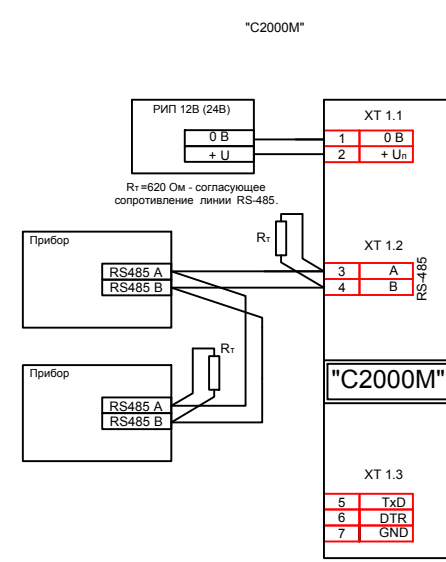 "С2000М"
РИП 12В (24В)
0 В
+ U
XT 1.1
1 0 В
2 + Uп
Rт=620 Ом - согласующее
сопротивление линии RS-485.
Rт
Прибор
RS485 A
RS485 B
XT 1.2
3 A
4 B
RS-485
"С2000М"
Rт
Прибор
RS485 A
RS485 B
XT 1.3
5 TxD
6 DTR
7 GND